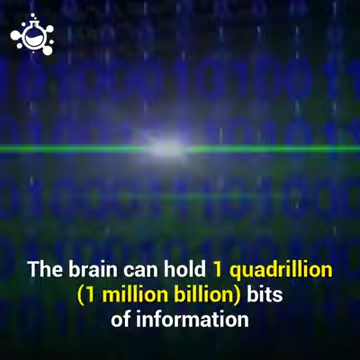 The brain can hold 1 quadrillion
(1 million billion) bits
of information